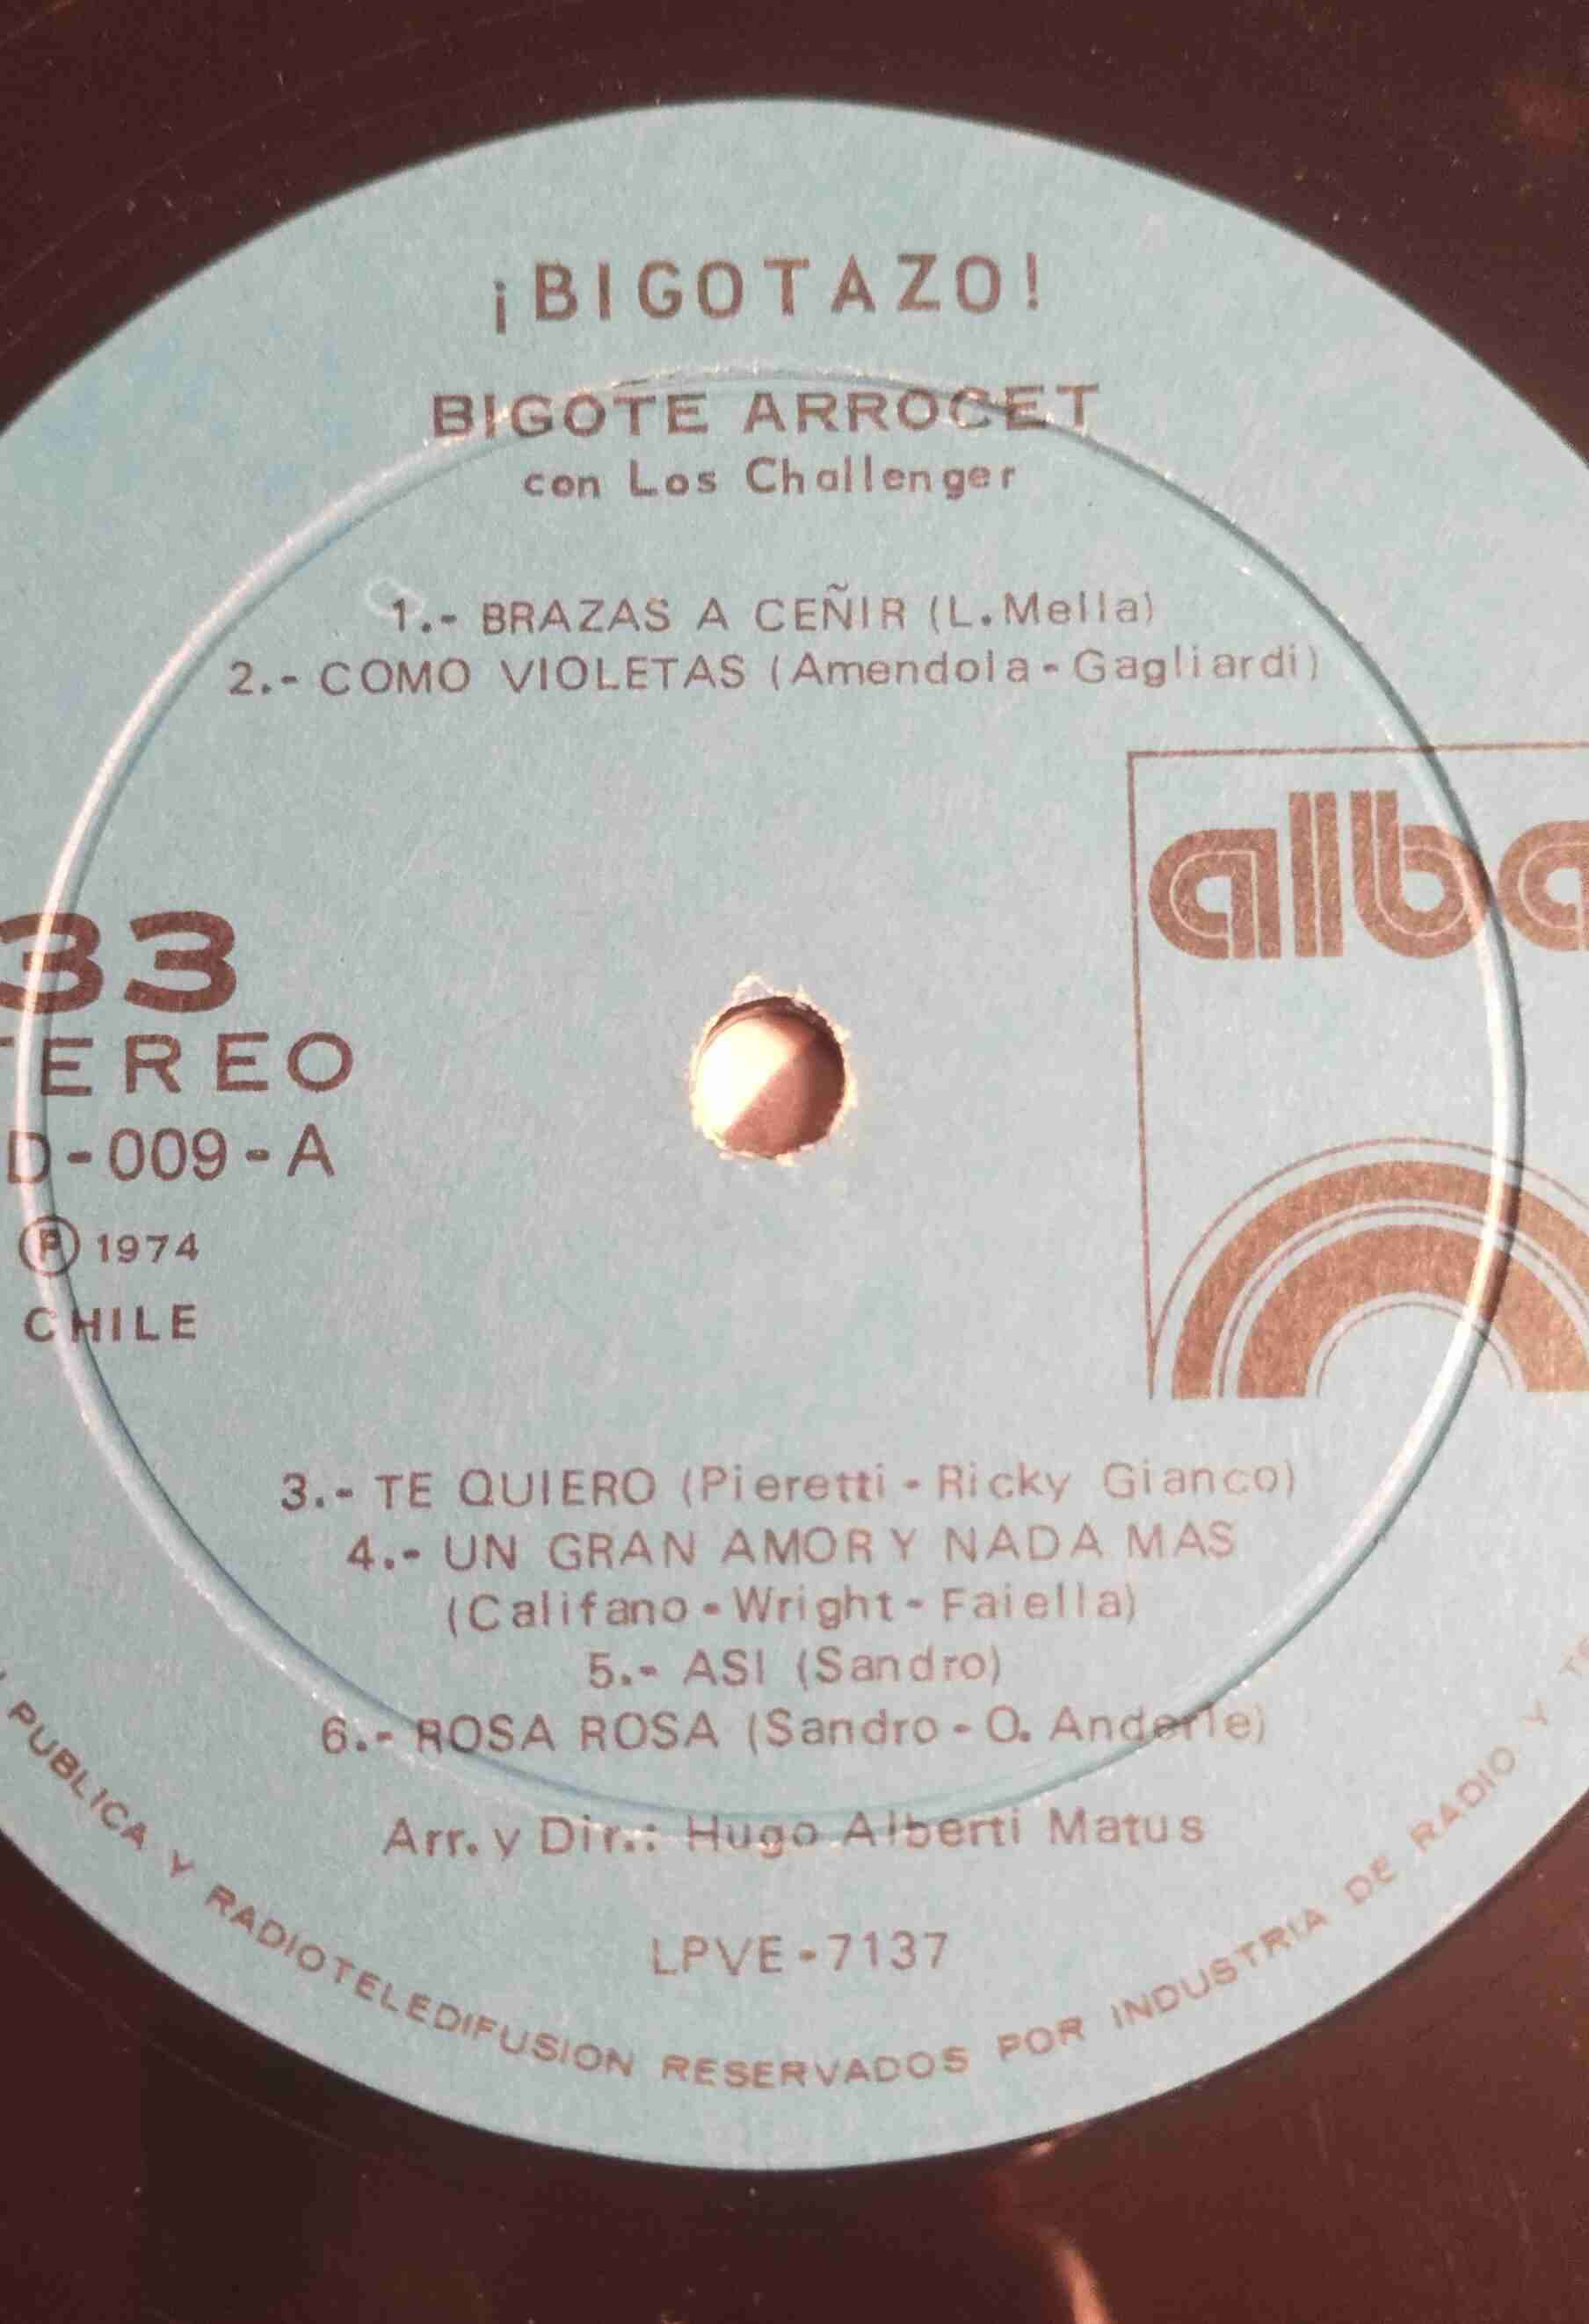 ¡BIGOTAZO!
BIGOTE ARROCET
con Los Challenger
1.- BRAZAS A CEÑIR (L. Mella)
2.- COMO VIOLETAS (Amendola - Gagliardi)
alba
33
TEREO
D-009-A
Ⓟ 1974
CHILE
3.- TE QUIERO (Pieretti - Ricky Gianco)
4.- UN GRAN AMOR Y NADA MAS
(Califano - Wright - Faiella)
5.- ASI (Sandro)
6.- ROSA ROSA (Sandro - O. Anderle)
Arr. y Dir.: Hugo Alberti Matus
LPVE-7137
PUBLICA Y RADIOTELEDIFUSION RESERVADOS POR INDUSTRIA DE RADIO Y